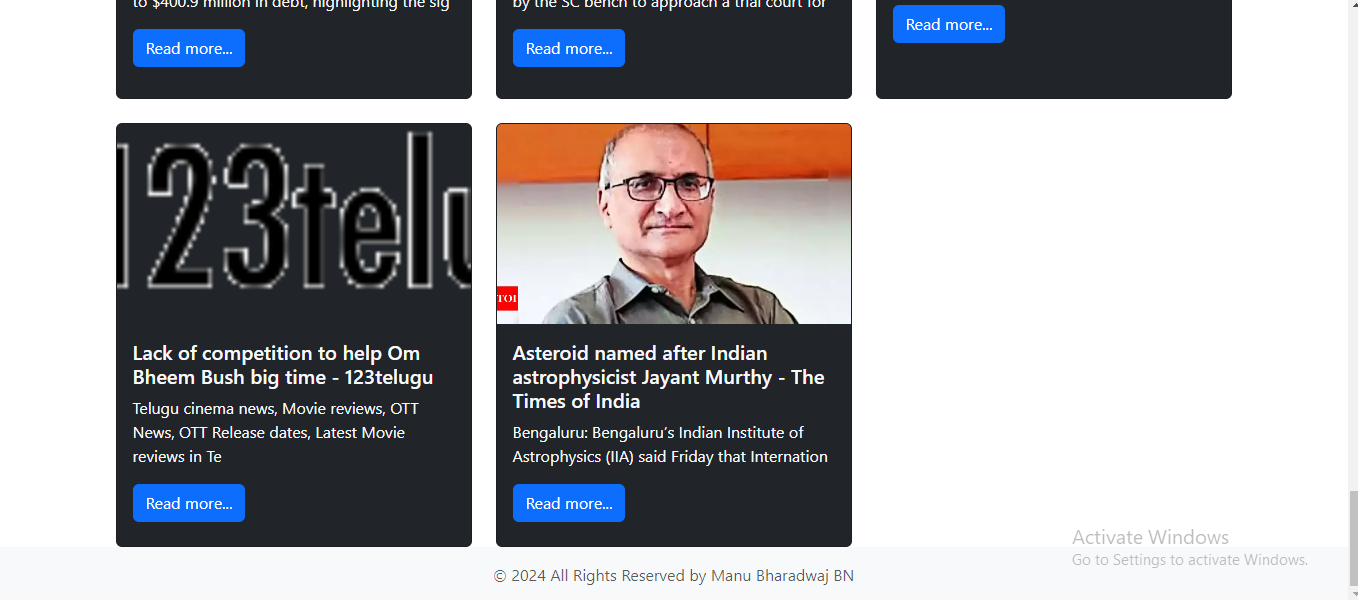 to $400.9 million in debt, highlighting the sig
Read more...
by the SC bench to approach a trial court for
Read more...
Read more...
123telu
Lack of competition to help Om
Bheem Bush big time - 123telugu
Telugu cinema news, Movie reviews, OTT
News, OTT Release dates, Latest Movie
reviews in Te
Read more...
TOI
Asteroid named after Indian
astrophysicist Jayant Murthy - The
Times of India
Bengaluru: Bengaluru’s Indian Institute of
Astrophysics (IIA) said Friday that Internation
Read more...
Activate Windows
Go to Settings to activate Windows.
© 2024 All Rights Reserved by Manu Bharadwaj BN